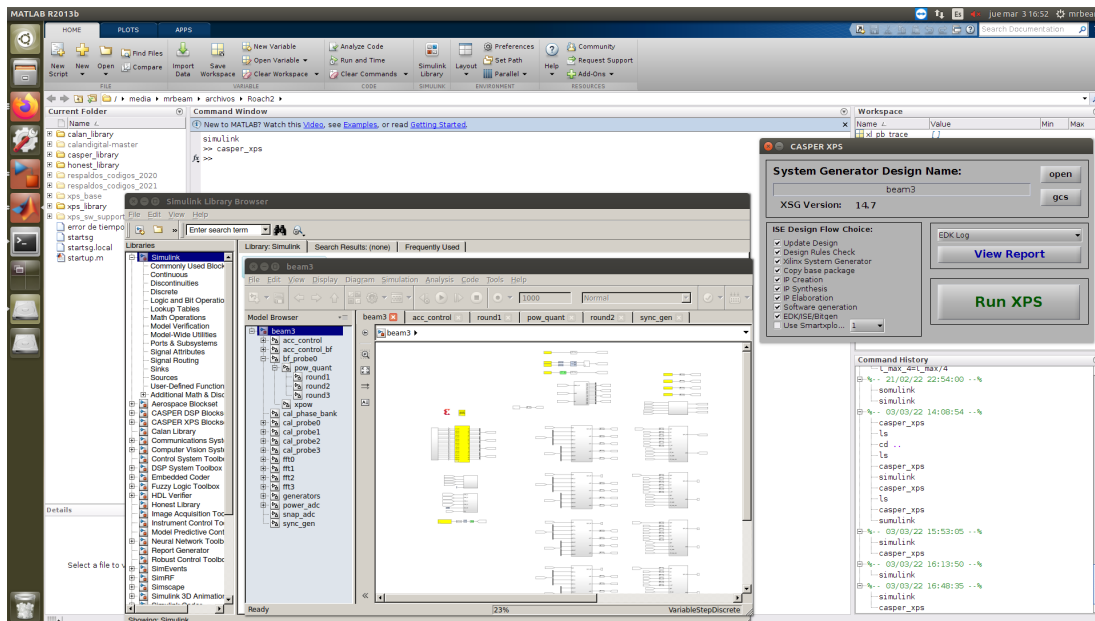 MATLAB R2013b
Es
jue mar 3 16:52
mrbeam
HOME
PLOTS
APPS
Search Documentation
New Script
New
Open
Find Files
Compare
Import Data
Save Workspace
New Variable
Open Variable
Clear Workspace
Analyze Code
Run and Time
Clear Commands
Simulink Library
Layout
Preferences
Set Path
Parallel
Help
Community
Request Support
Add-Ons
FILE
VARIABLE
CODE
SIMULINK
ENVIRONMENT
RESOURCES
/ media mrbeam archivos Roach2
Current Folder
Name
calan_library
calandigital-master
casper_library
honest_library
respaldos_codigos_2020
respaldos_codigos_2021
xps_base
xps_library
xps_sw_support
error de tiempo
startsg
startsg.local
startup.m
Details
Select a file to v
Command Window
New to MATLAB? Watch this Video, see Examples, or read Getting Started.
simulink
>> casper_xps
fx >>
Workspace
Name
Value
Min
Max
xl_pb_trace
[ ]
CASPER XPS
System Generator Design Name:
open
beam3
gcs
XSG Version: 14.7
ISE Design Flow Choice:
Update Design
Design Rules Check
Xilinx System Generator
Copy base package
IP Creation
IP Synthesis
IP Elaboration
Software generation
EDK/ISE/Bitgen
Use Smartxplo...
1
EDK Log
View Report
Run XPS
Simulink Library Browser
File Edit View Help
Enter search term
Libraries
Library: Simulink
Search Results: (none)
Frequently Used
Simulink
Commonly Used Block
Continuous
Discontinuities
Discrete
Logic and Bit Operatio
Lookup Tables
Math Operations
Model Verification
Model-Wide Utilities
Ports & Subsystems
Signal Attributes
Signal Routing
Sinks
Sources
User-Defined Function
Additional Math & Disc
Aerospace Blockset
CASPER DSP Blocks
CASPER XPS Blocks
Calan Library
Communications Syst
Computer Vision Syst
Control System Toolb
DSP System Toolbox
Embedded Coder
Fuzzy Logic Toolbox
HDL Verifier
Honest Library
Image Acquisition Too
Instrument Control To
Model Predictive Cont
Neural Network Toolb
Report Generator
Robust Control Toolbo
SimEvents
SimRF
Simscape
Simulink 3D Animation
Showing: Simulink
beam3
File Edit View Display Diagram Simulation Analysis Code Tools Help
1000
Normal
Model Browser
beam3
acc_control
round1
pow_quant
round2
sync_gen
beam3
beam3
acc_control
acc_control_bf
bf_probe0
pow_quant
round1
round2
round3
xpow
cal_phase_bank
cal_probe0
cal_probe1
cal_probe2
cal_probe3
fft0
fft1
fft2
fft3
generators
power_adc
snap_adc
sync_gen
Ready
23%
VariableStepDiscrete
Command History
l_max_4=l_max/4
%-- 21/02/22 22:54:00 --%
somulink
simulink
%-- 03/03/22 14:08:54 --%
casper_xps
ls
cd ..
ls
casper_xps
simulink
casper_xps
ls
casper_xps
sumulink
%-- 03/03/22 15:53:05 --%
simulink
casper_xps
%-- 03/03/22 16:13:50 --%
simulink
%-- 03/03/22 16:48:35 --%
simulink
casper_xps